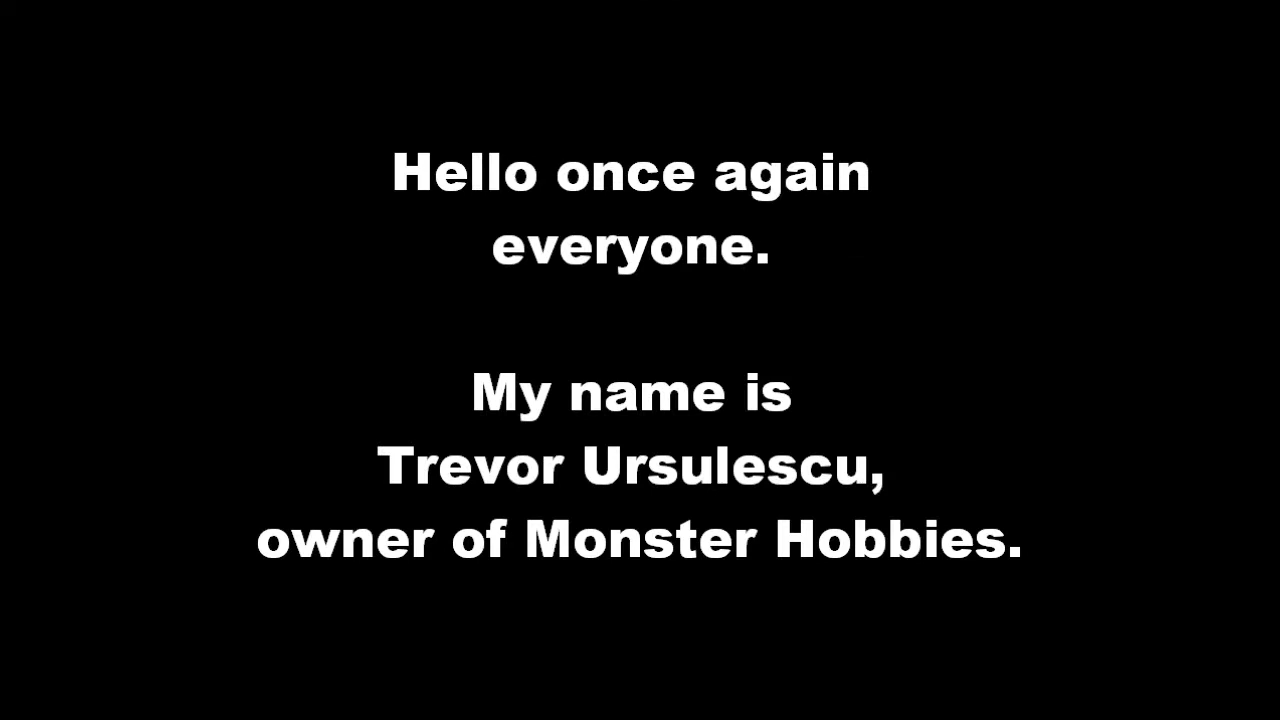 Hello once again
everyone.
My name is
Trevor Ursulescu,
owner of Monster Hobbies.